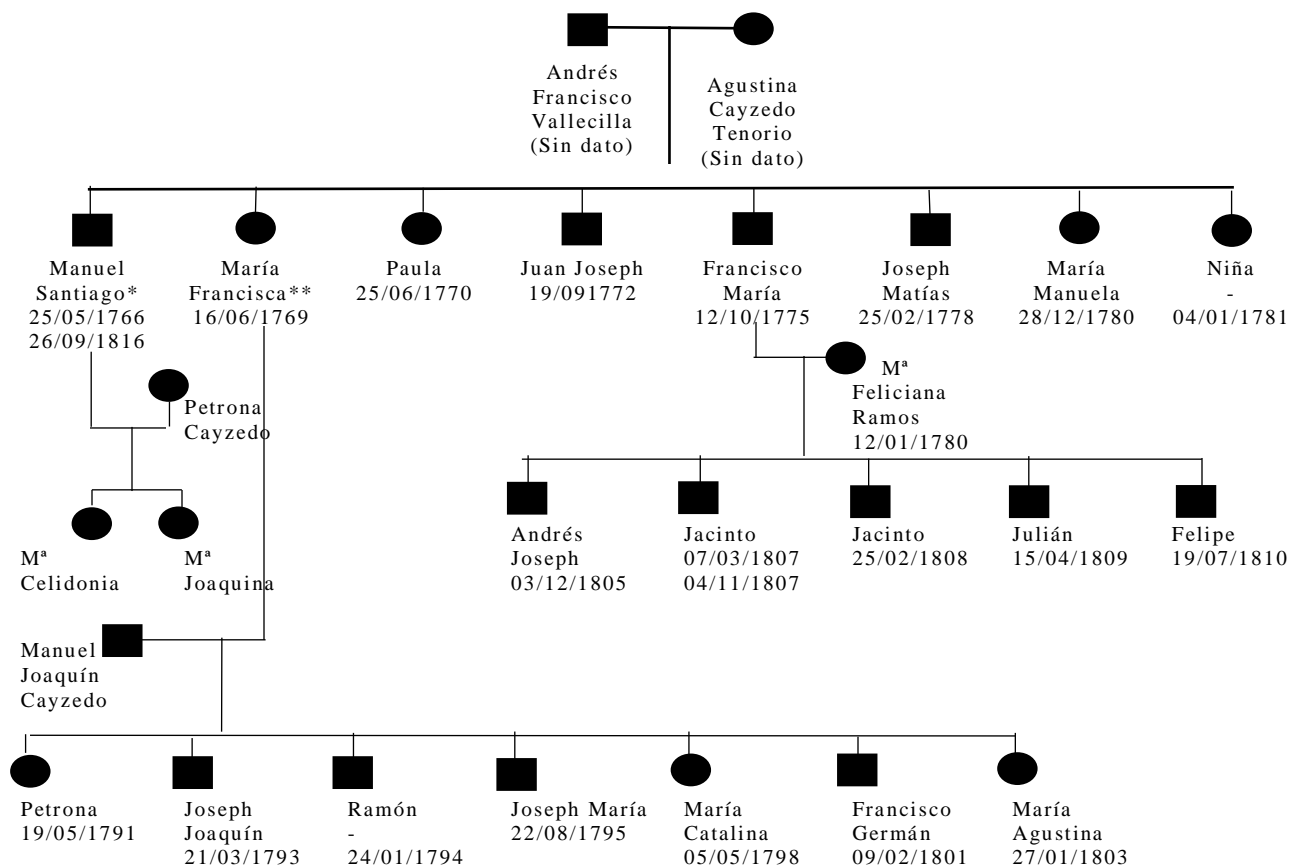 Andrés
Francisco
Vallecilla
(Sin dato)
Agustina
Cayzedo
Tenorio
(Sin dato)
Manuel
Santiago*
25/05/1766
26/09/1816
María
Francisca**
16/06/1769
Paula
25/06/1770
Juan Joseph
19/091772
Francisco
María
12/10/1775
Joseph
Matías
25/02/1778
María
Manuela
28/12/1780
Niña
-
04/01/1781
Petrona
Cayzedo
Mª
Feliciana
Ramos
12/01/1780
Mª
Celidonia
Mª
Joaquina
Andrés
Joseph
03/12/1805
Jacinto
07/03/1807
04/11/1807
Jacinto
25/02/1808
Julián
15/04/1809
Felipe
19/07/1810
Manuel
Joaquín
Cayzedo
Petrona
19/05/1791
Joseph
Joaquín
21/03/1793
Ramón
-
24/01/1794
Joseph María
22/08/1795
María
Catalina
05/05/1798
Francisco
Germán
09/02/1801
María
Agustina
27/01/1803